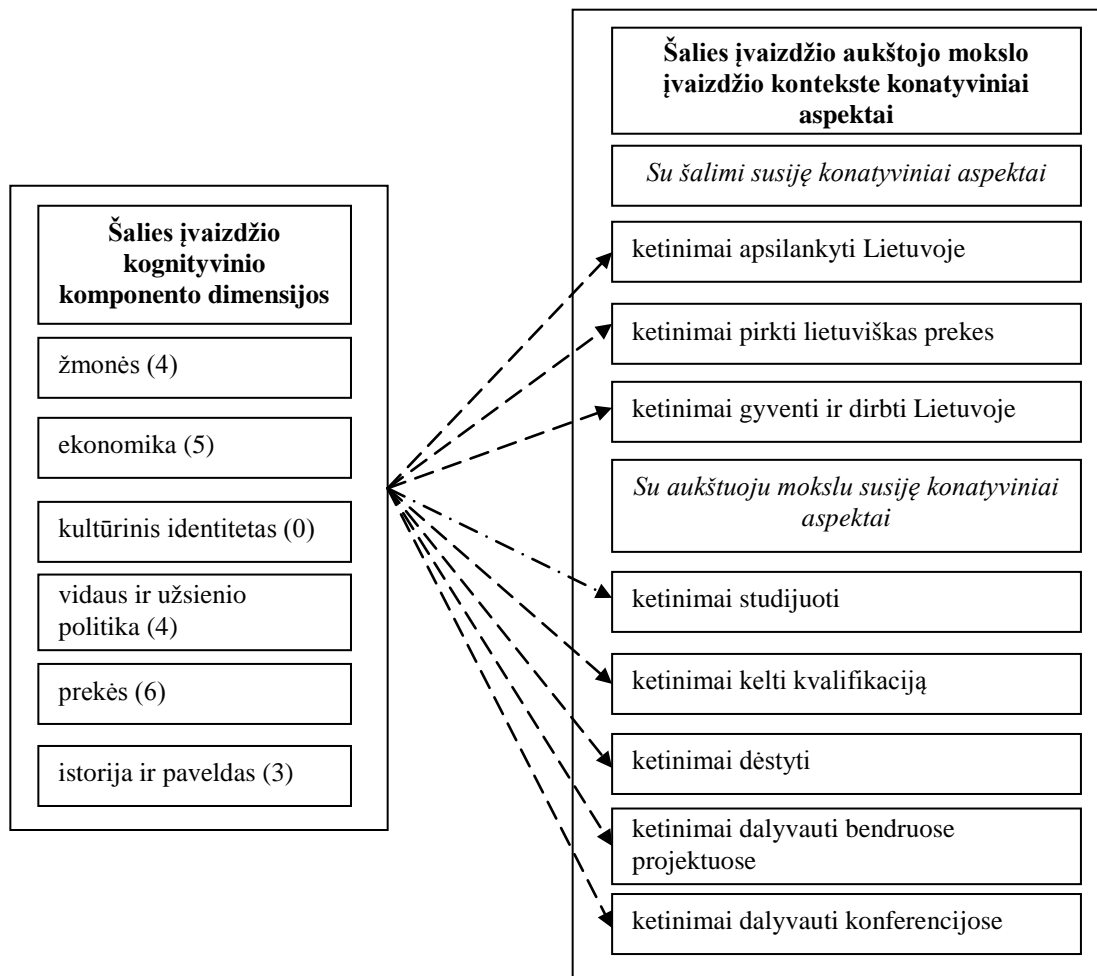 Šalies įvaizdžio
kognityvinio
komponento dimensijos
žmonės (4)
ekonomika (5)
kultūrinis identitetas (0)
vidaus ir užsienio
politika (4)
prekės (6)
istorija ir paveldas (3)
Šalies įvaizdžio aukštojo mokslo
įvaizdžio kontekste konatyviniai
aspektai
Su šalimi susiję konatyviniai aspektai
ketinimai apsilankyti Lietuvoje
ketinimai pirkti lietuviškas prekes
ketinimai gyventi ir dirbti Lietuvoje
Su aukštuoju mokslu susiję konatyviniai
aspektai
ketinimai studijuoti
ketinimai kelti kvalifikaciją
ketinimai dėstyti
ketinimai dalyvauti bendruose
projektuose
ketinimai dalyvauti konferencijose